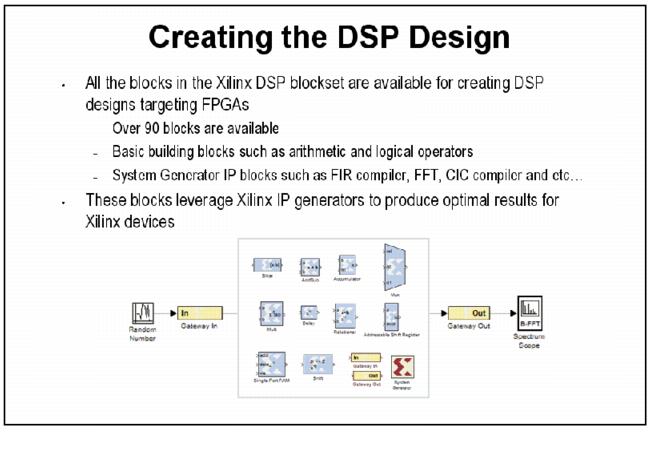 Creating the DSP Design
All the blocks in the Xilinx DSP blockset are available for creating DSP
designs targeting FPGAs
Over 90 blocks are available
- Basic building blocks such as arithmetic and logical operators
- System Generator IP blocks such as FIR compiler, FFT, CIC compiler and etc…
These blocks leverage Xilinx IP generators to produce optimal results for
Xilinx devices
Slice
AddSub
Accumulator
Mux
Random
Number
In
Gateway In
Mult
Delay
Relational
Addressable Shift Register
Out
Gateway Out
B-FFT
Spectrum
Scope
Single Port RAM
Shift
In
Gateway In
Out
Gateway Out
System
Generator